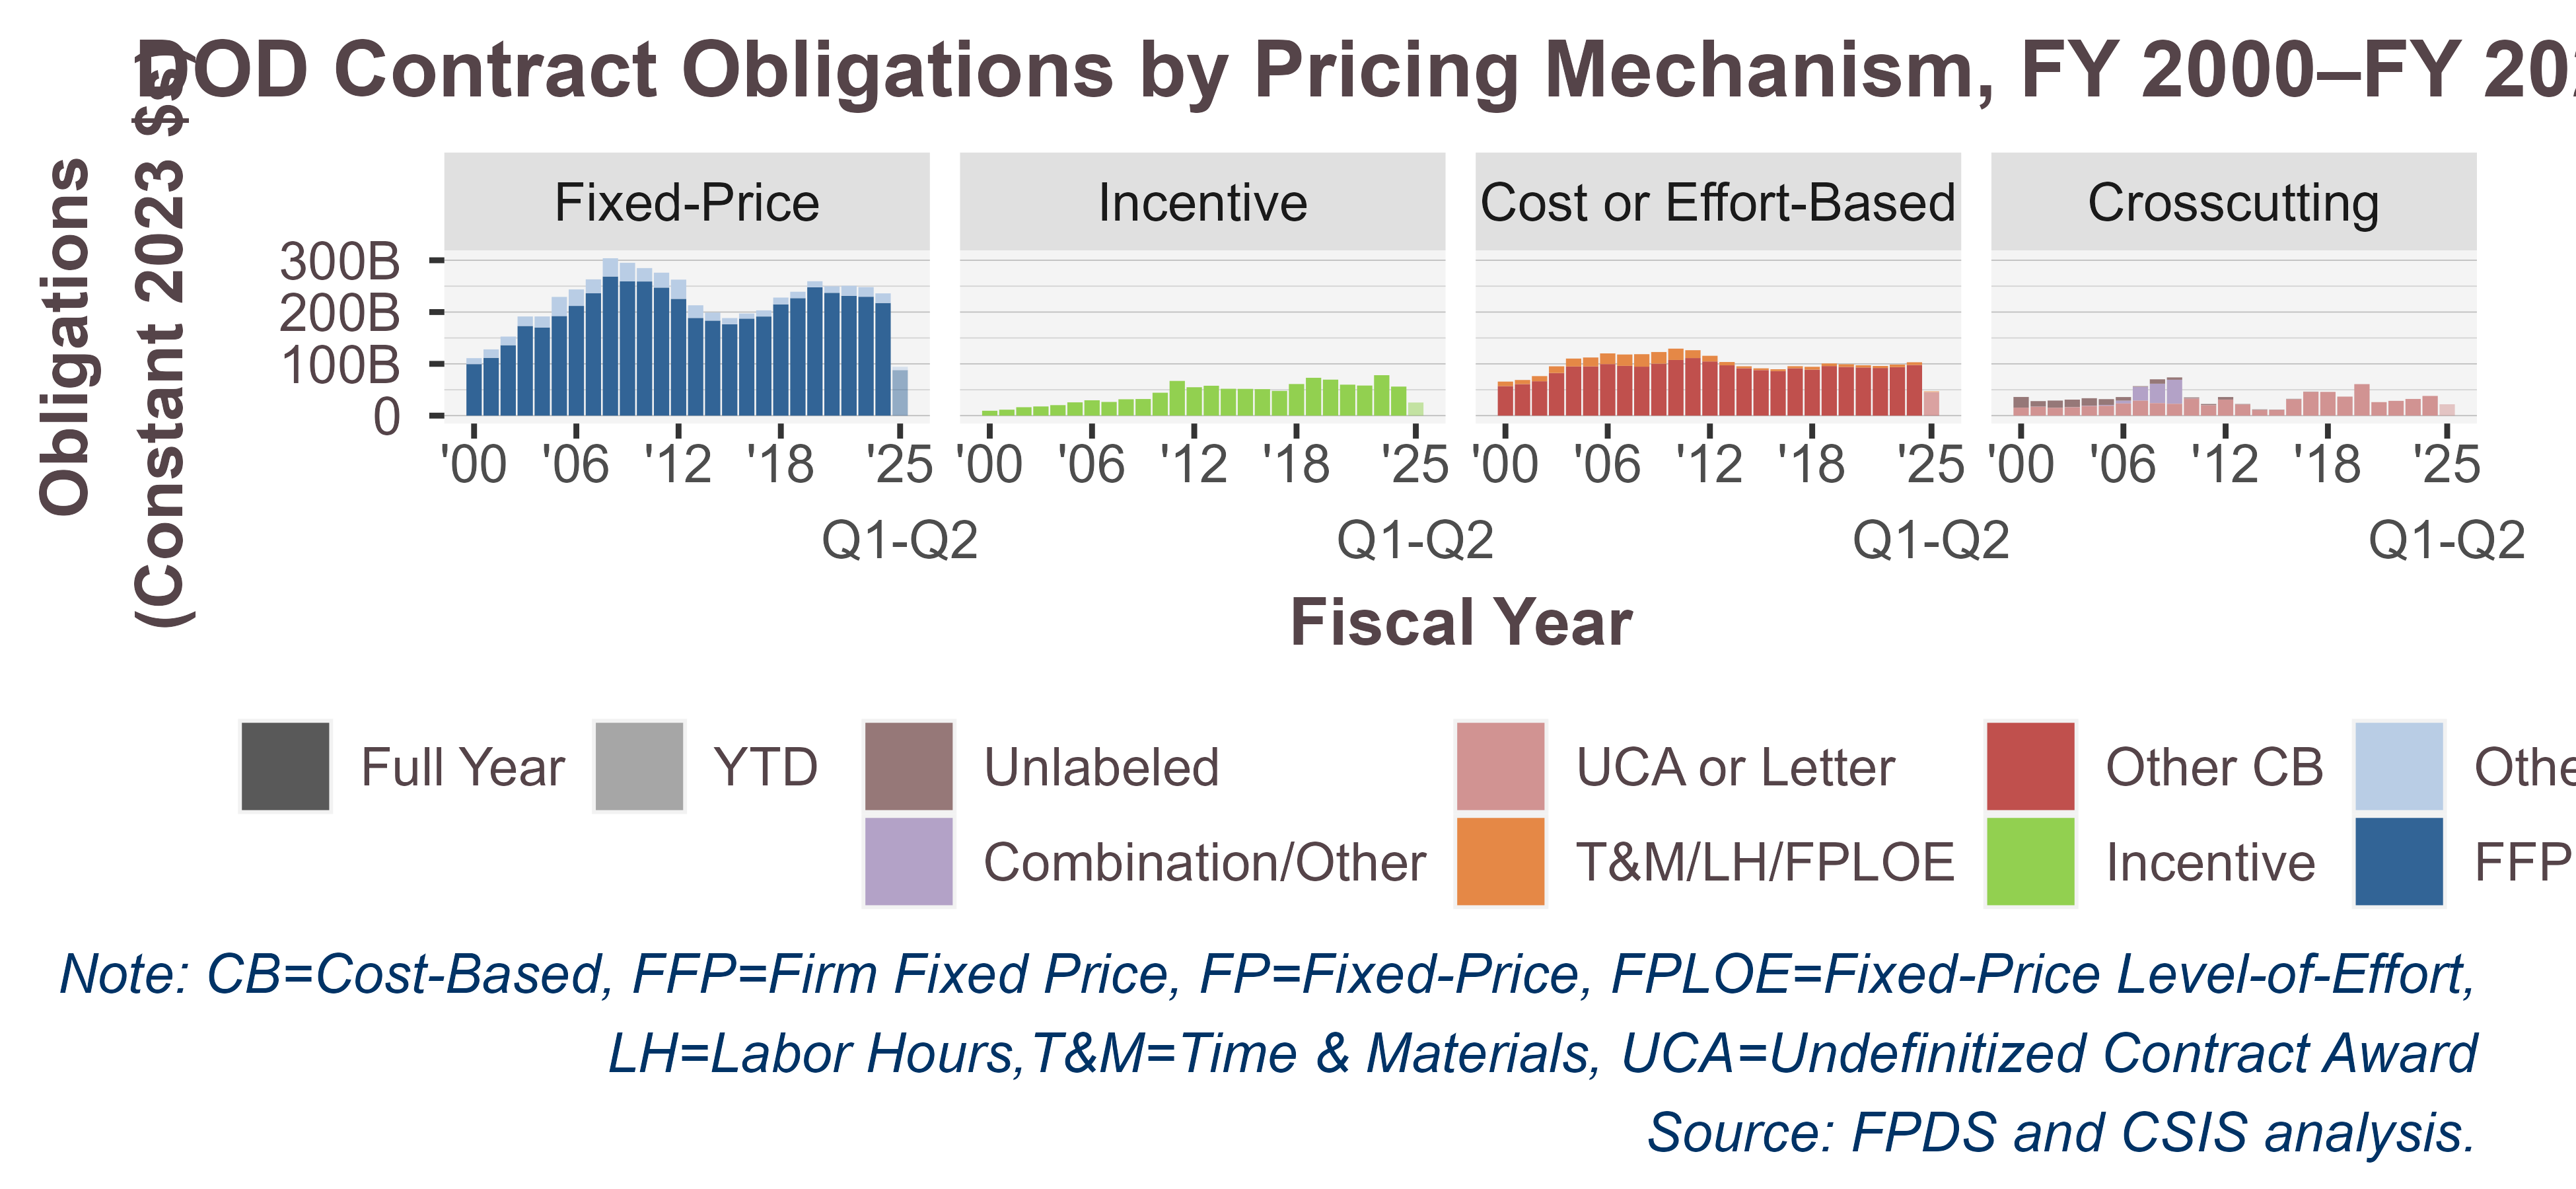 DOD Contract Obligations by Pricing Mechanism, FY 2000–FY 20
Obligations
(Constant 2023 $s)
Fixed-Price
Incentive
Cost or Effort-Based
Crosscutting
300B
200B
100B
0
'00 '06 '12 '18 '25 '00 '06 '12 '18 '25 '00 '06 '12 '18 '25 '00 '06 '12 '18 '25
Q1-Q2 Q1-Q2 Q1-Q2 Q1-Q2
Fiscal Year
Full Year YTD Unlabeled UCA or Letter Other CB
Combination/Other T&M/LH/FPLOE Incentive FFP
Note: CB=Cost-Based, FFP=Firm Fixed Price, FP=Fixed-Price, FPLOE=Fixed-Price Level-of-Effort,
LH=Labor Hours,T&M=Time & Materials, UCA=Undefinitized Contract Award
Source: FPDS and CSIS analysis.